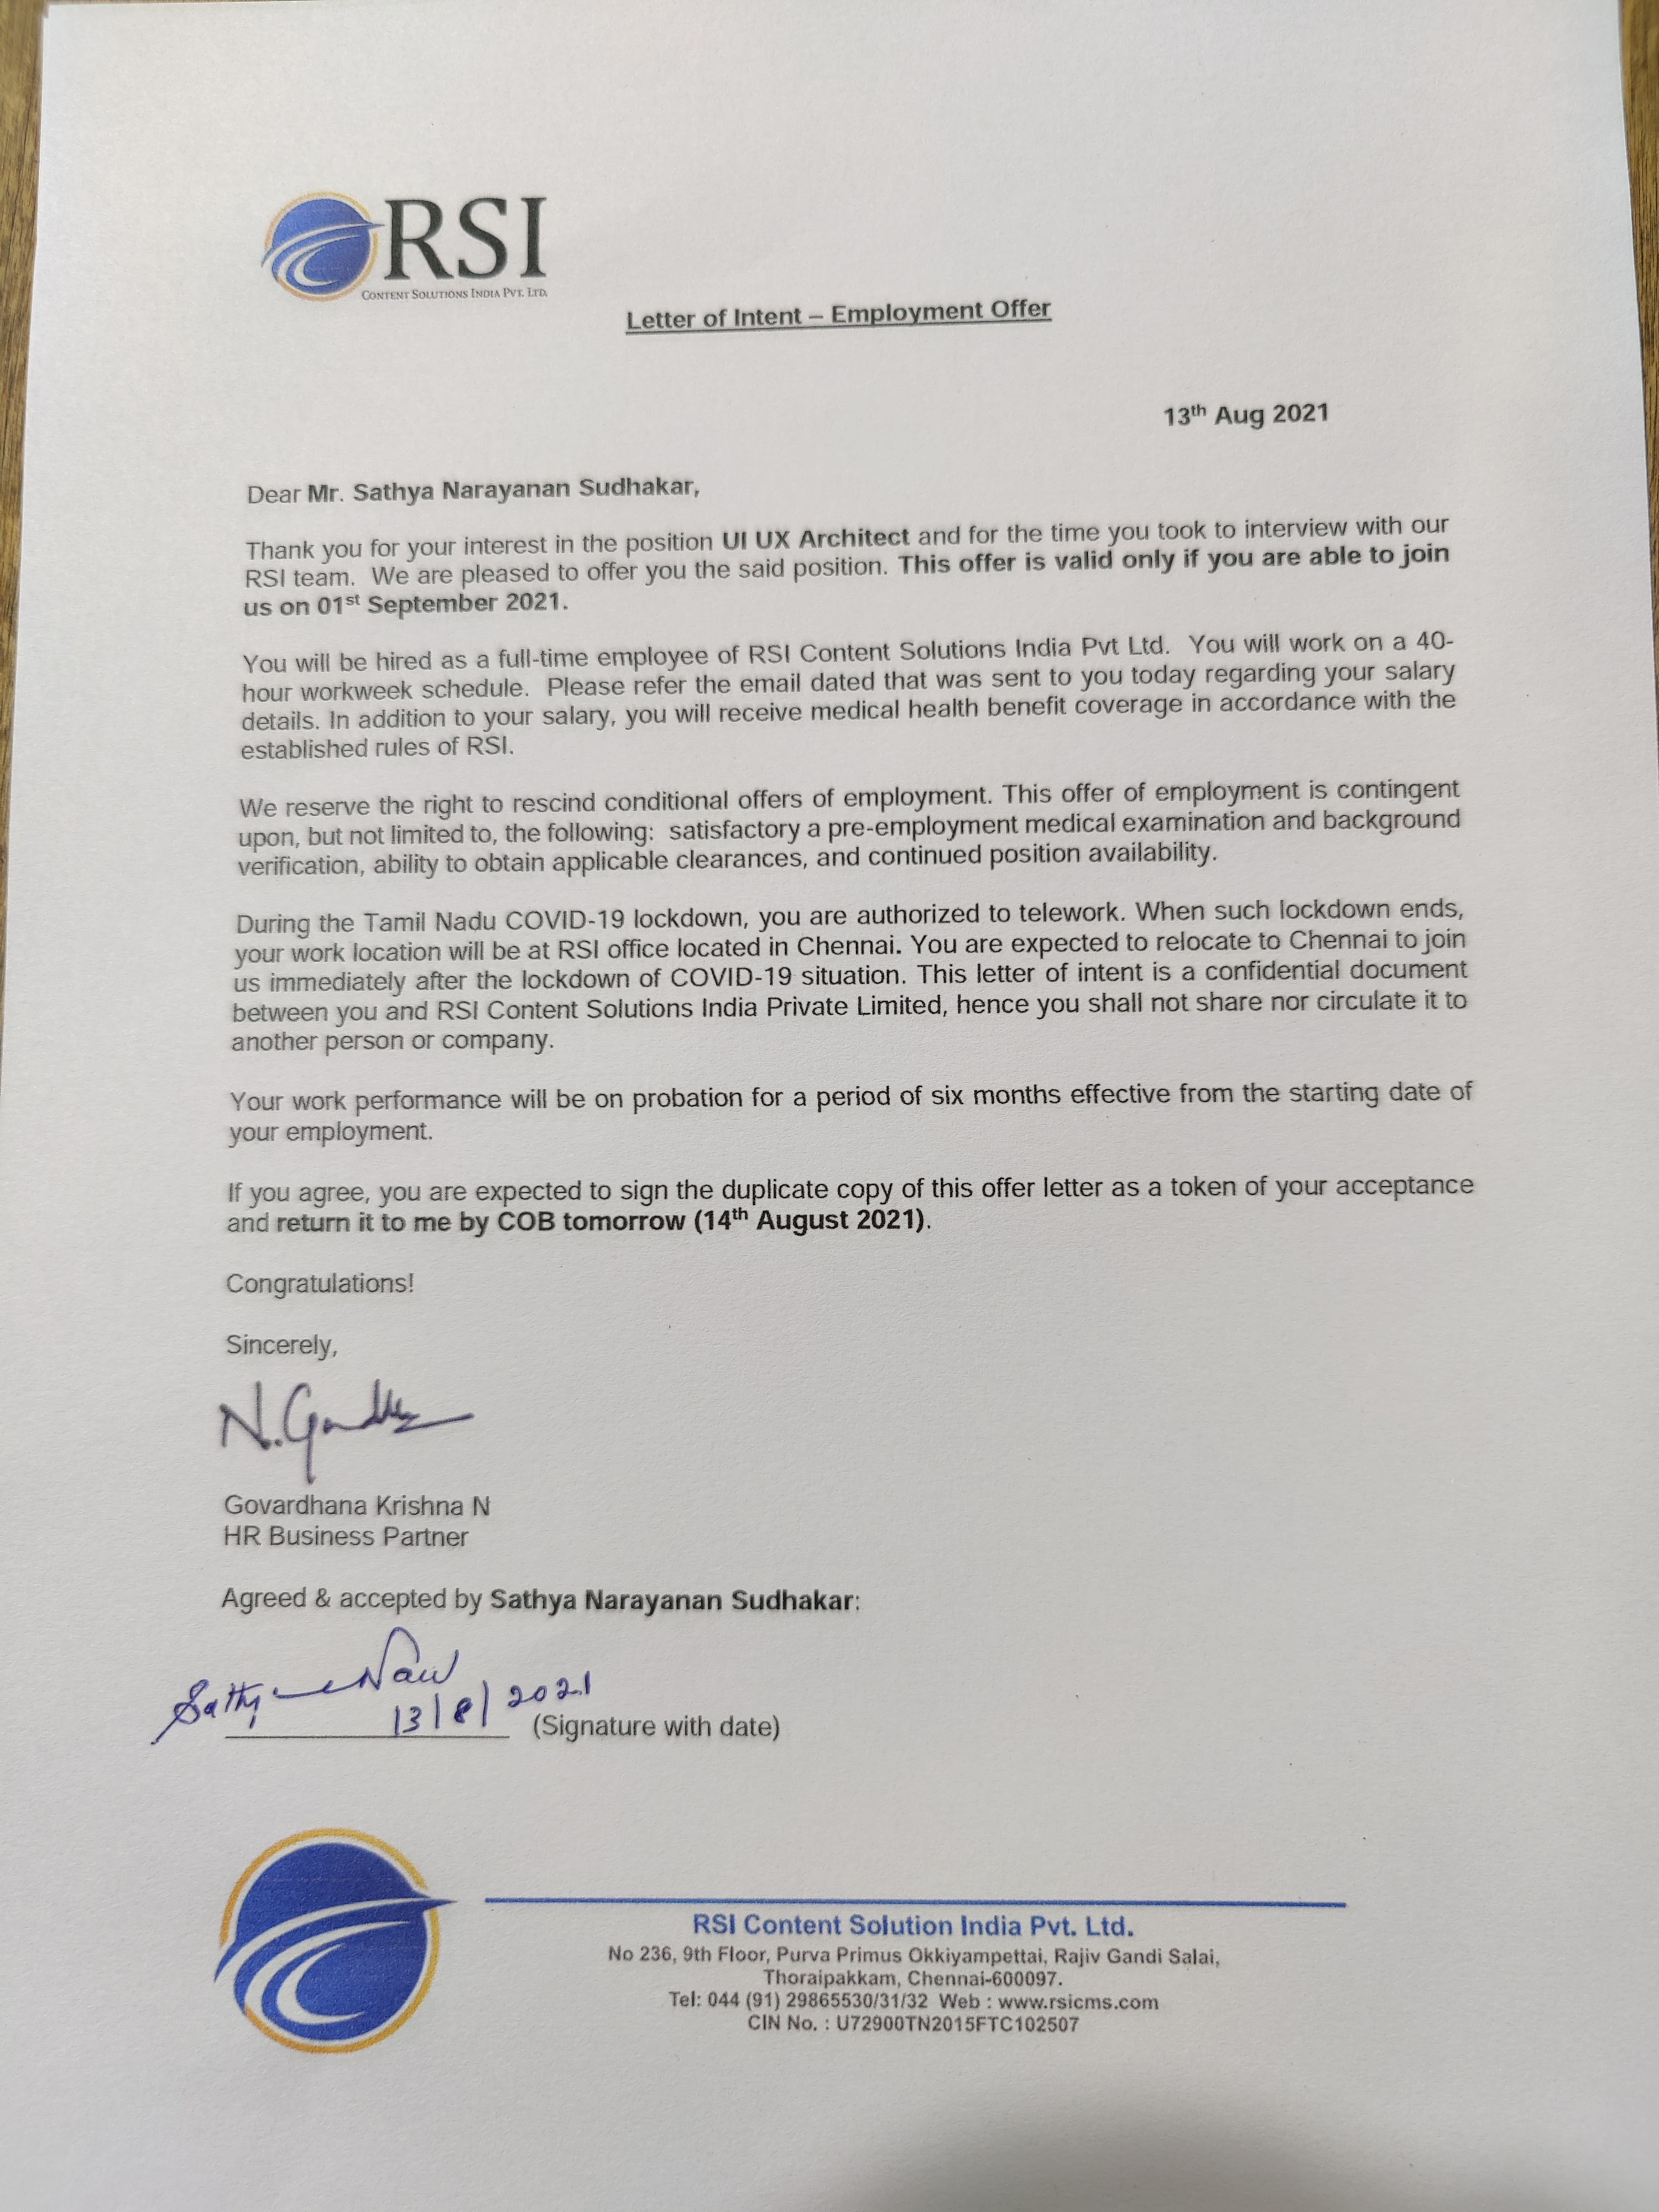 RSI
CONTENT SOLUTIONS INDIA PVT. LTD.
Letter of Intent – Employment Offer
13th Aug 2021
Dear Mr. Sathya Narayanan Sudhakar,
Thank you for your interest in the position UI UX Architect and for the time you took to interview with our
RSI team. We are pleased to offer you the said position. This offer is valid only if you are able to join
us on 01st September 2021.
You will be hired as a full-time employee of RSI Content Solutions India Pvt Ltd. You will work on a 40-
hour workweek schedule. Please refer the email dated that was sent to you today regarding your salary
details. In addition to your salary, you will receive medical health benefit coverage in accordance with the
established rules of RSI.
We reserve the right to rescind conditional offers of employment. This offer of employment is contingent
upon, but not limited to, the following: satisfactory a pre-employment medical examination and background
verification, ability to obtain applicable clearances, and continued position availability.
During the Tamil Nadu COVID-19 lockdown, you are authorized to telework. When such lockdown ends,
your work location will be at RSI office located in Chennai. You are expected to relocate to Chennai to join
us immediately after the lockdown of COVID-19 situation. This letter of intent is a confidential document
between you and RSI Content Solutions India Private Limited, hence you shall not share nor circulate it to
another person or company.
Your work performance will be on probation for a period of six months effective from the starting date of
your employment.
If you agree, you are expected to sign the duplicate copy of this offer letter as a token of your acceptance
and return it to me by COB tomorrow (14th August 2021).
Congratulations!
Sincerely,
Govardhana Krishna N
HR Business Partner
Agreed & accepted by Sathya Narayanan Sudhakar:
13/8/2021
(Signature with date)
RSI Content Solution India Pvt. Ltd.
No 236, 9th Floor, Purva Primus Okkiyampettai, Rajiv Gandi Salai,
Thoraipakkam, Chennai-600097.
Tel: 044 (91) 29865530/31/32 Web : www.rsicms.com
CIN No. : U72900TN2015FTC102507